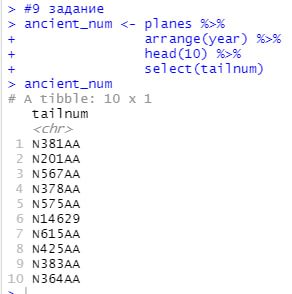 > #9 задание
> ancient_num <- planes %>%
+ arrange(year) %>%
+ head(10) %>%
+ select(tailnum)
> ancient_num
# A tibble: 10 x 1
tailnum
<chr>
1 N381AA
2 N201AA
3 N567AA
4 N378AA
5 N575AA
6 N14629
7 N615AA
8 N425AA
9 N383AA
10 N364AA
>